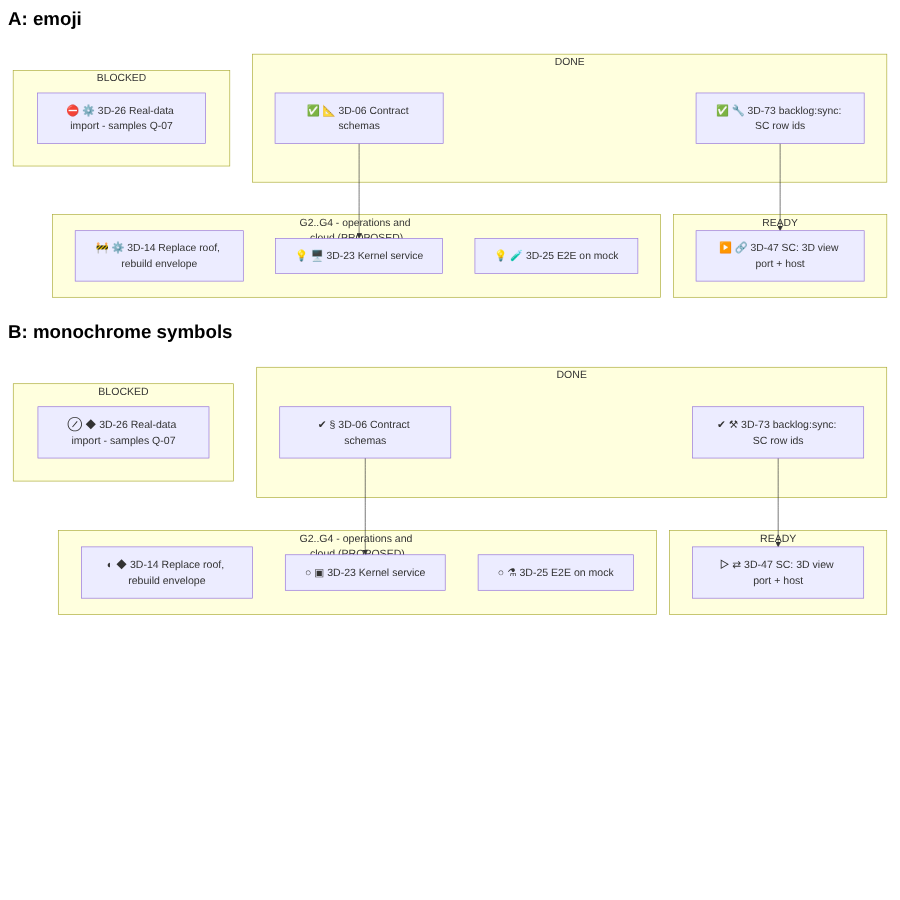 A: emoji
BLOCKED
⛔ ⚙️ 3D-26 Real-data
import - samples Q-07
DONE
✅ 📐 3D-06 Contract
schemas
✅ 🔧 3D-73 backlog:sync:
SC row ids
G2..G4 - operations and
cloud (PROPOSED)
🚧 ⚙️ 3D-14 Replace roof,
rebuild envelope
💡 🖥️ 3D-23 Kernel service
💡 🧪 3D-25 E2E on mock
READY
▶️ 🔗 3D-47 SC: 3D view
port + host
B: monochrome symbols
BLOCKED
⃠ ◆ 3D-26 Real-data
import - samples Q-07
DONE
✔ § 3D-06 Contract
schemas
✔ ⚒ 3D-73 backlog:sync:
SC row ids
G2..G4 - operations and
cloud (PROPOSED)
◖ ◆ 3D-14 Replace roof,
rebuild envelope
○ ▣ 3D-23 Kernel service
○ ⚗ 3D-25 E2E on mock
READY
▷ ⇄ 3D-47 SC: 3D view
port + host